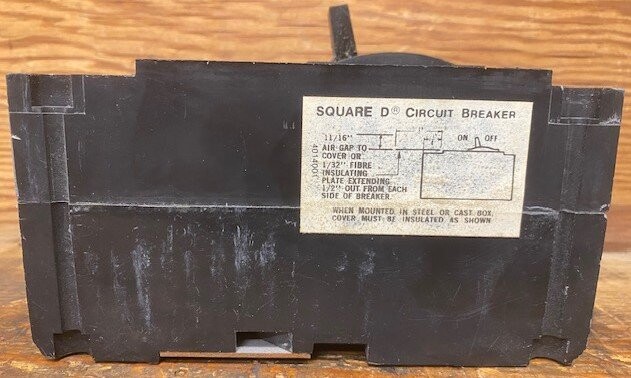 SQUARE D® CIRCUIT BREAKER
11/16"
AIR GAP TO
COVER OR
1/32" FIBRE
INSULATING
PLATE EXTENDING
1/2" OUT FROM EACH
SIDE OF BREAKER
ON OFF
WHEN MOUNTED IN STEEL OR CAST BOX,
COVER MUST BE INSULATED AS SHOWN